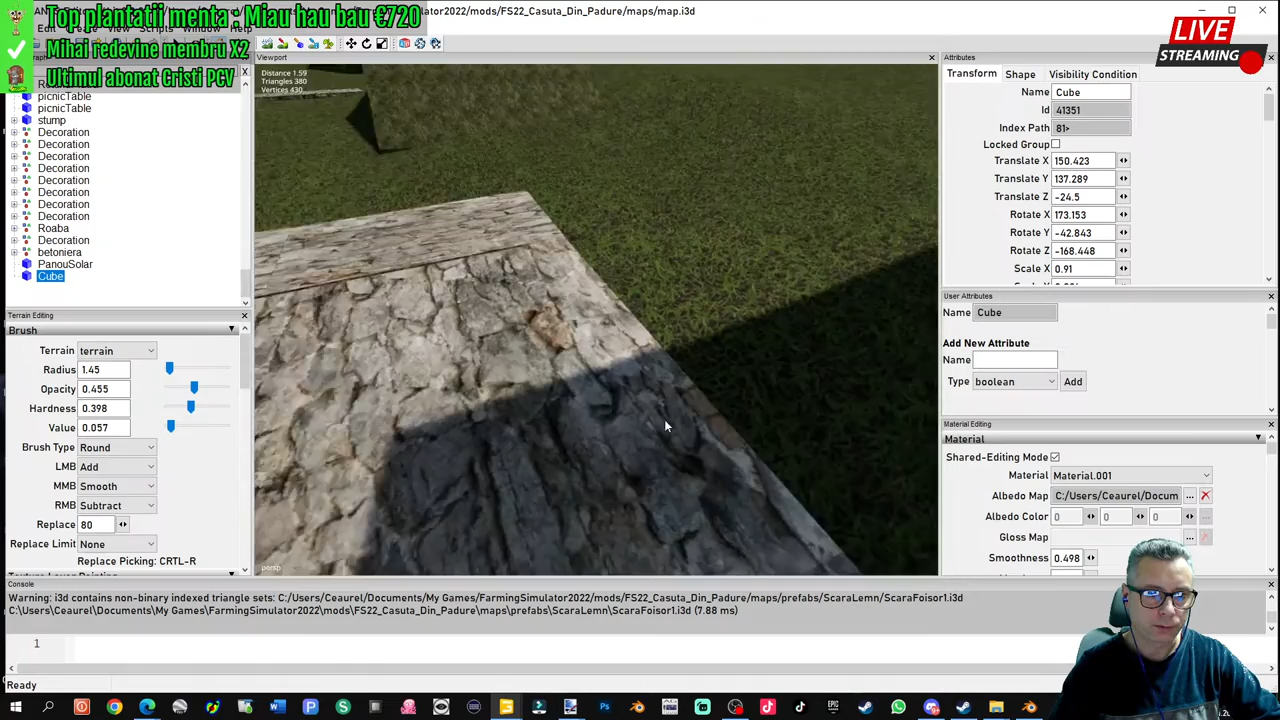 Top plantatii menta : Miau hau bau €720
Mihai redevine membru X2
Ultimul abonat Cristi PCV
ator2022/mods/FS22_Casuta_Din_Padure/maps/map.i3d
LIVE
STREAMING
Viewport
Distance 1.59
Triangles 380
Vertices 430
persp
picnicTable
picnicTable
stump
Decoration
Decoration
Decoration
Decoration
Decoration
Decoration
Decoration
Decoration
Roaba
Decoration
betoniera
PanouSolar
Cube
Terrain Editing
Brush
Terrain terrain
Radius 1.45
Opacity 0.455
Hardness 0.398
Value 0.057
Brush Type Round
LMB Add
MMB Smooth
RMB Subtract
Replace 80
Replace Limit None
Replace Picking: CRTL-R
Attributes
Transform Shape Visibility Condition
Name Cube
Id 41351
Index Path 81>
Locked Group
Translate X 150.423
Translate Y 137.289
Translate Z -24.5
Rotate X 173.153
Rotate Y -42.843
Rotate Z -168.448
Scale X 0.91
User Attributes
Name Cube
Add New Attribute
Name
Type boolean Add
Material Editing
Material
Shared-Editing Mode
Material Material.001
Albedo Map C:/Users/Ceaurel/Docum ...
Albedo Color 0 0 0 ...
Gloss Map ...
Smoothness 0.498
Console
Warning: i3d contains non-binary indexed triangle sets: C:/Users/Ceaurel/Documents/My Games/FarmingSimulator2022/mods/FS22_Casuta_Din_Padure/maps/prefabs/ScaraLemn/ScaraFoisor1.i3d
C:\Users\Ceaurel\Documents\My Games\FarmingSimulator2022\mods\FS22_Casuta_Din_Padure\maps\prefabs\ScaraLemn\ScaraFoisor1.i3d (7.88 ms)
1
Ready